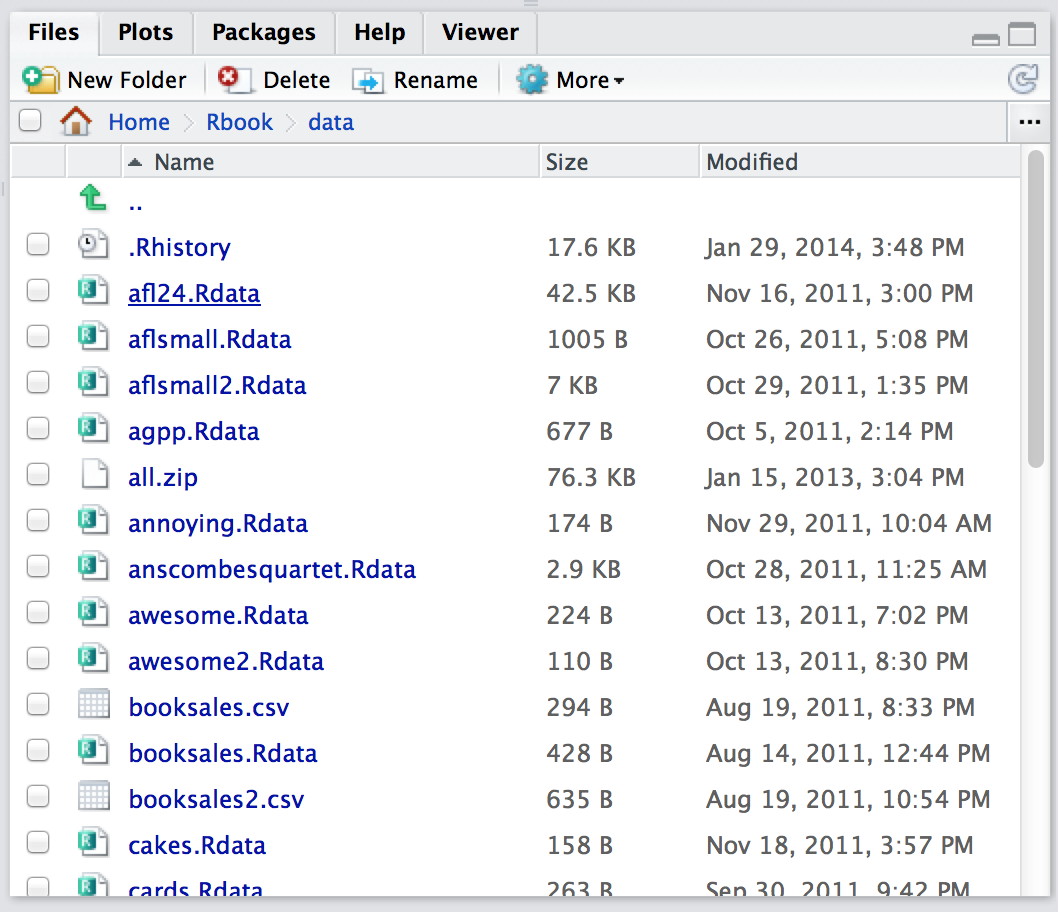 Files Plots Packages Help Viewer
New Folder Delete Rename More
Home Rbook data ...
Name Size Modified
..
.Rhistory 17.6 KB Jan 29, 2014, 3:48 PM
afl24.Rdata 42.5 KB Nov 16, 2011, 3:00 PM
aflsmall.Rdata 1005 B Oct 26, 2011, 5:08 PM
aflsmall2.Rdata 7 KB Oct 29, 2011, 1:35 PM
agpp.Rdata 677 B Oct 5, 2011, 2:14 PM
all.zip 76.3 KB Jan 15, 2013, 3:04 PM
annoying.Rdata 174 B Nov 29, 2011, 10:04 AM
anscombesquartet.Rdata 2.9 KB Oct 28, 2011, 11:25 AM
awesome.Rdata 224 B Oct 13, 2011, 7:02 PM
awesome2.Rdata 110 B Oct 13, 2011, 8:30 PM
booksales.csv 294 B Aug 19, 2011, 8:33 PM
booksales.Rdata 428 B Aug 14, 2011, 12:44 PM
booksales2.csv 635 B Aug 19, 2011, 10:54 PM
cakes.Rdata 158 B Nov 18, 2011, 3:57 PM
cards.Rdata 263 B Sep 30, 2011, 9:42 PM